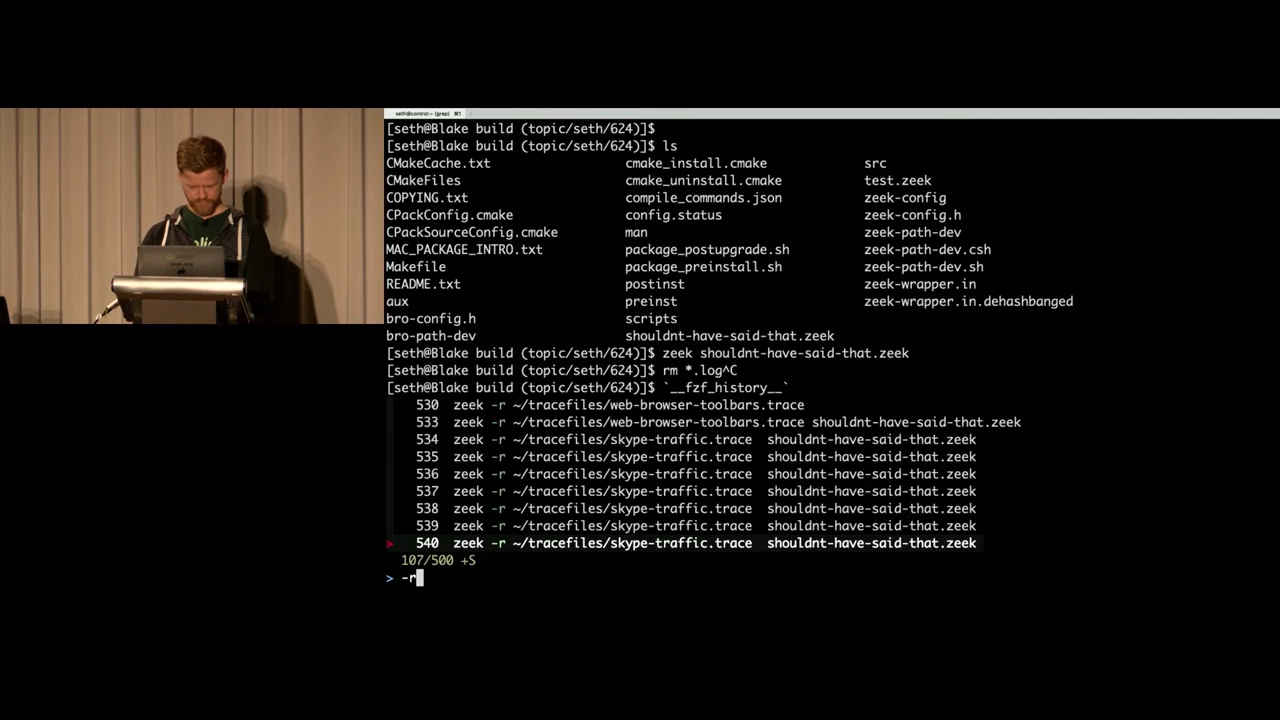 seth@control:~ (grep) ⌘1
[seth@Blake build (topic/seth/624)]$
[seth@Blake build (topic/seth/624)]$ ls
CMakeCache.txt cmake_install.cmake src
CMakeFiles cmake_uninstall.cmake test.zeek
COPYING.txt compile_commands.json zeek-config
CPackConfig.cmake config.status zeek-config.h
CPackSourceConfig.cmake man zeek-path-dev
MAC_PACKAGE_INTRO.txt package_postupgrade.sh zeek-path-dev.csh
Makefile package_preinstall.sh zeek-path-dev.sh
README.txt postinst zeek-wrapper.in
aux preinst zeek-wrapper.in.dehashbanged
bro-config.h scripts
bro-path-dev shouldnt-have-said-that.zeek
[seth@Blake build (topic/seth/624)]$ zeek shouldnt-have-said-that.zeek
[seth@Blake build (topic/seth/624)]$ rm *.log^C
[seth@Blake build (topic/seth/624)]$ `__fzf_history__`
530 zeek -r ~/tracefiles/web-browser-toolbars.trace
533 zeek -r ~/tracefiles/web-browser-toolbars.trace shouldnt-have-said-that.zeek
534 zeek -r ~/tracefiles/skype-traffic.trace shouldnt-have-said-that.zeek
535 zeek -r ~/tracefiles/skype-traffic.trace shouldnt-have-said-that.zeek
536 zeek -r ~/tracefiles/skype-traffic.trace shouldnt-have-said-that.zeek
537 zeek -r ~/tracefiles/skype-traffic.trace shouldnt-have-said-that.zeek
538 zeek -r ~/tracefiles/skype-traffic.trace shouldnt-have-said-that.zeek
539 zeek -r ~/tracefiles/skype-traffic.trace shouldnt-have-said-that.zeek
> 540 zeek -r ~/tracefiles/skype-traffic.trace shouldnt-have-said-that.zeek
107/500 +S
> -r